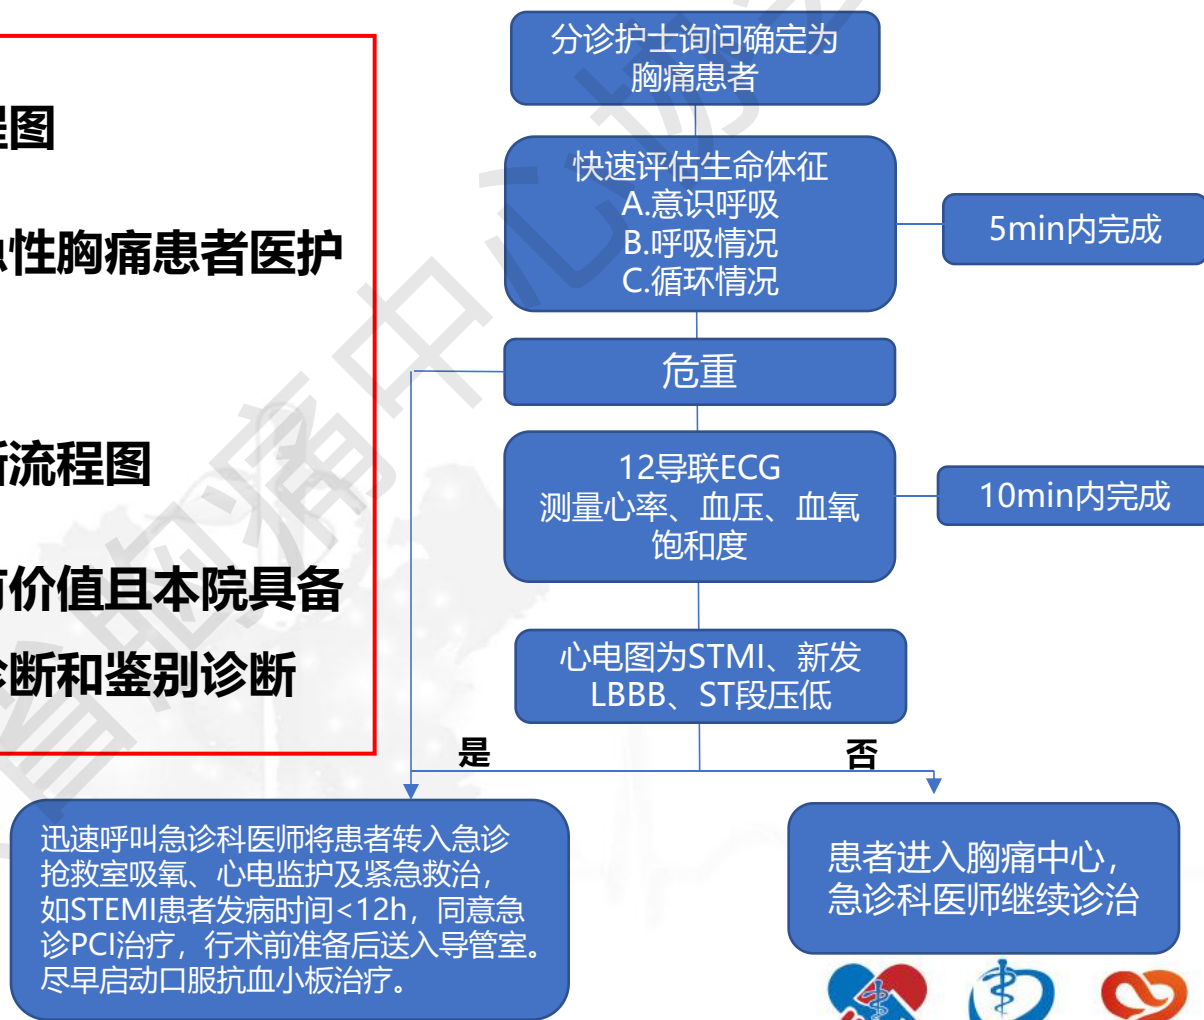 程图
急性胸痛患者医护
断流程图
有价值且本院具备
诊断和鉴别诊断
分诊护士询问确定为
胸痛患者
快速评估生命体征
A.意识呼吸
B.呼吸情况
C.循环情况
5min内完成
危重
12导联ECG
测量心率、血压、血氧
饱和度
10min内完成
心电图为STMI、新发
LBBB、ST段压低
是
否
迅速呼叫急诊科医师将患者转入急诊
抢救室吸氧、心电监护及紧急救治，
如STEMI患者发病时间<12h，同意急
诊PCI治疗，行术前准备后送入导管室。
尽早启动口服抗血小板治疗。
患者进入胸痛中心，
急诊科医师继续诊治
省胸痛中心协